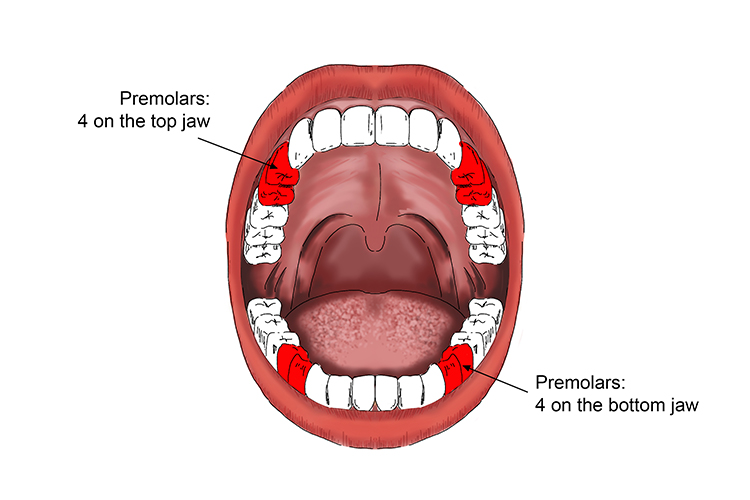 Premolars:
4 on the top jaw
Premolars:
4 on the bottom jaw